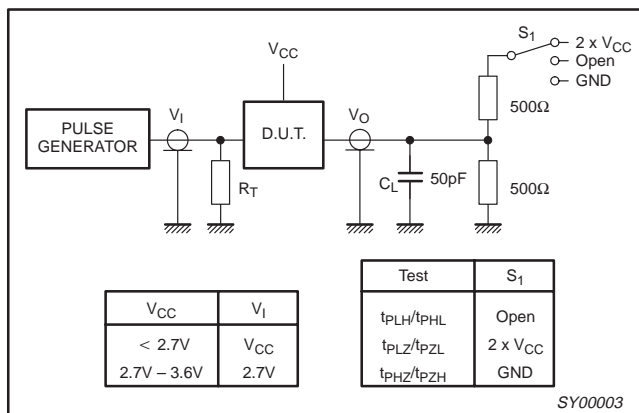 S1
2 x VCC
Open
GND
VCC
500Ω
PULSE
GENERATOR
VI
D.U.T.
VO
RT
CL
50pF
500Ω
VCC VI
< 2.7V VCC
2.7V – 3.6V 2.7V
Test S1
tPLH/tPHL Open
tPLZ/tPZL 2 x VCC
tPHZ/tPZH GND
SY00003